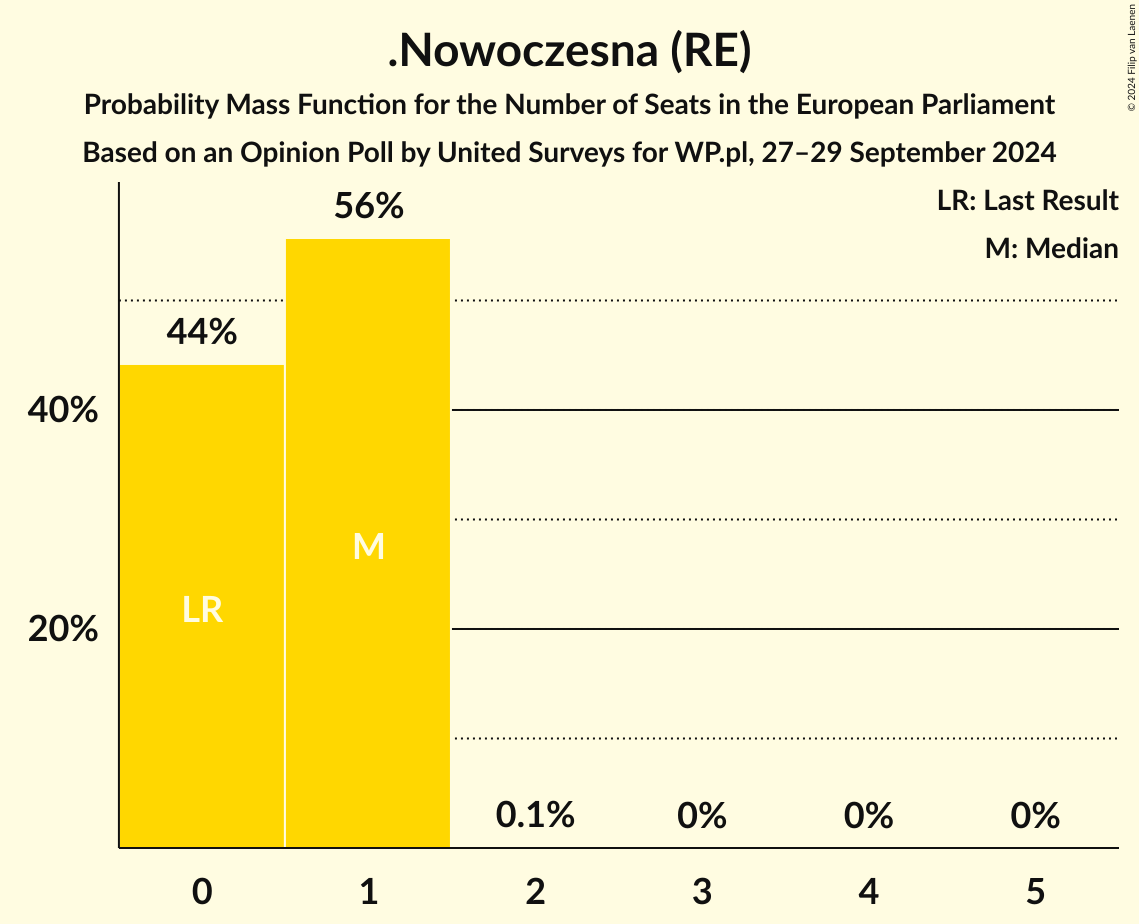 .Nowoczesna (RE)
Probability Mass Function for the Number of Seats in the European Parliament
Based on an Opinion Poll by United Surveys for WP.pl, 27–29 September 2024
© 2024 Filip van Laenen
LR: Last Result
M: Median
56%
44%
40%
20%
M
LR
0.1%
0%
0%
0%
0
1
2
3
4
5